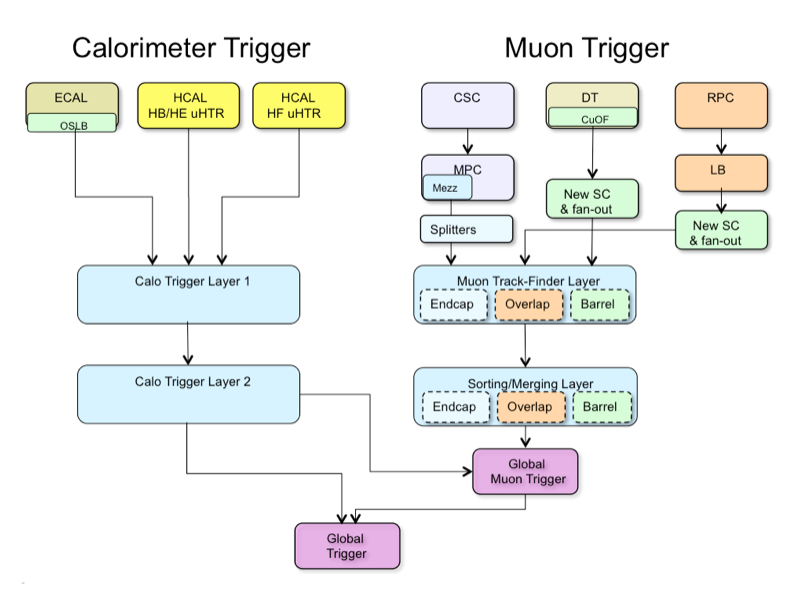 Calorimeter Trigger
Muon Trigger
ECAL
OSLB
HCAL
HB/HE uHTR
HCAL
HF uHTR
CSC
DT
CuOF
RPC
MPC
Mezz
LB
New SC
& fan-out
Splitters
New SC
& fan-out
Calo Trigger Layer 1
Muon Track-Finder Layer
Endcap
Overlap
Barrel
Calo Trigger Layer 2
Sorting/Merging Layer
Endcap
Overlap
Barrel
Global
Muon Trigger
Global
Trigger